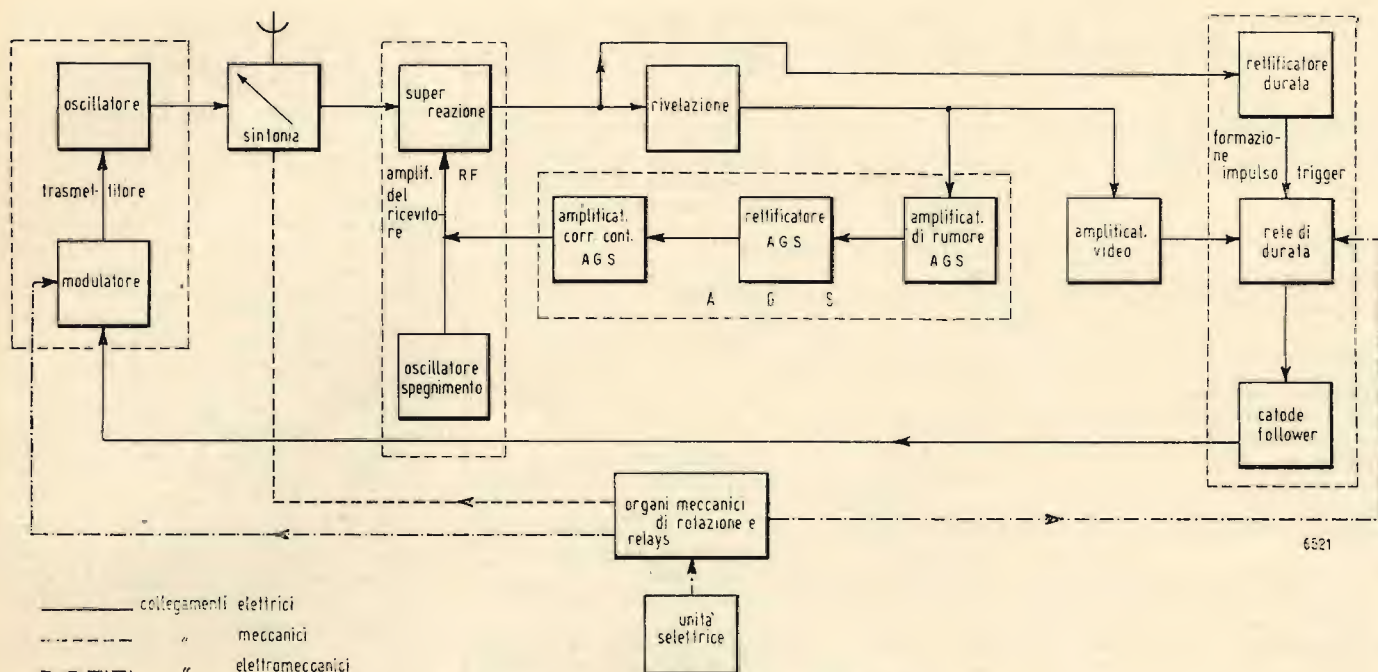 oscillatore
trasmet-titore
modulatore
sintonia
super
reazione
amplif.
del
ricevito-
re
RF
oscillatore
spegnimento
rivelazione
amplificat.
corr. cont.
AGS
rettificatore
AGS
amplificat.
di rumore
AGS
A G S
amplificat.
video
rettificatore
durata
formazio-
ne
impulso trigger
rete di
durata
catode
follower
organi meccanici
di rotazione e
relays
unità
selettrice
6521
collegamenti elettrici
" meccanici
" elettromeccanici